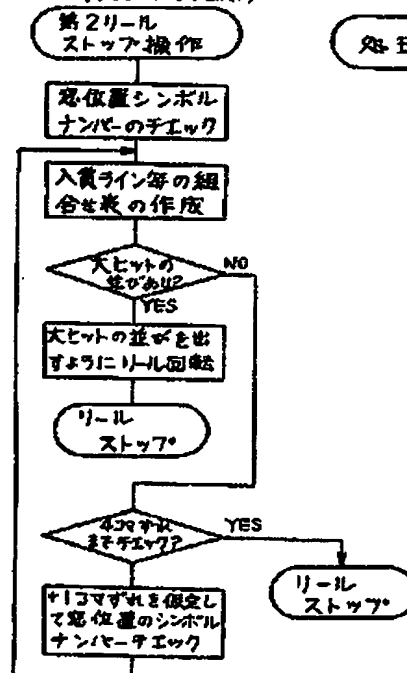 第2リール
ストップ操作
窓位置シンボル
ナンバーのチエック
入賞ライン毎の組
合せ表の作成
大ヒットの
並びあり?
NO
YES
大ヒットの並びを出
すようにリール回転
リール
ストップ
4コマずれ
までチエック?
YES
リール
ストップ
+1コマずれを仮定し
て窓位置のシンボル
ナンバーチエック